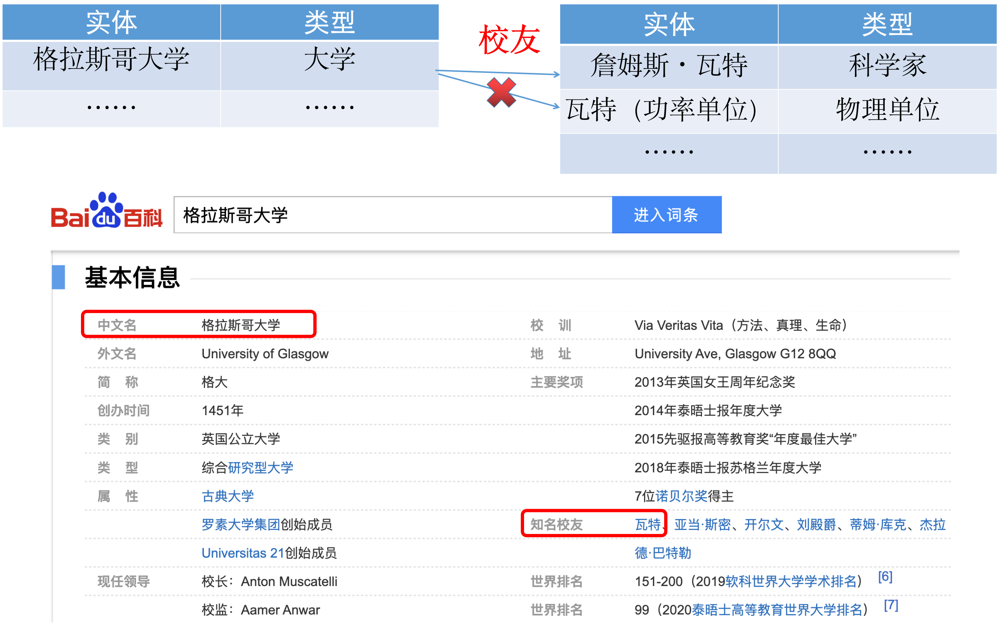 实体 类型
格拉斯哥大学 大学
…… ……
校友
实体 类型
詹姆斯·瓦特 科学家
瓦特（功率单位） 物理单位
…… ……
Baidu百科 格拉斯哥大学 进入词条
基本信息
中文名 格拉斯哥大学 校 训 Via Veritas Vita（方法、真理、生命）
外文名 University of Glasgow 地 址 University Ave, Glasgow G12 8QQ
简 称 格大 主要奖项 2013年英国女王周年纪念奖
创办时间 1451年 2014年泰晤士报年度大学
类 别 英国公立大学 2015先驱报高等教育奖“年度最佳大学”
类 型 综合研究型大学 2018年泰晤士报苏格兰年度大学
属 性 古典大学 7位诺贝尔奖得主
罗素大学集团创始成员 知名校友 瓦特、亚当·斯密、开尔文、刘殿爵、蒂姆·库克、杰拉
Universitas 21创始成员 德·巴特勒
现任领导 校长：Anton Muscatelli 世界排名 151-200（2019软科世界大学学术排名） [6]
校监：Aamer Anwar 世界排名 99（2020泰晤士高等教育世界大学排名） [7]